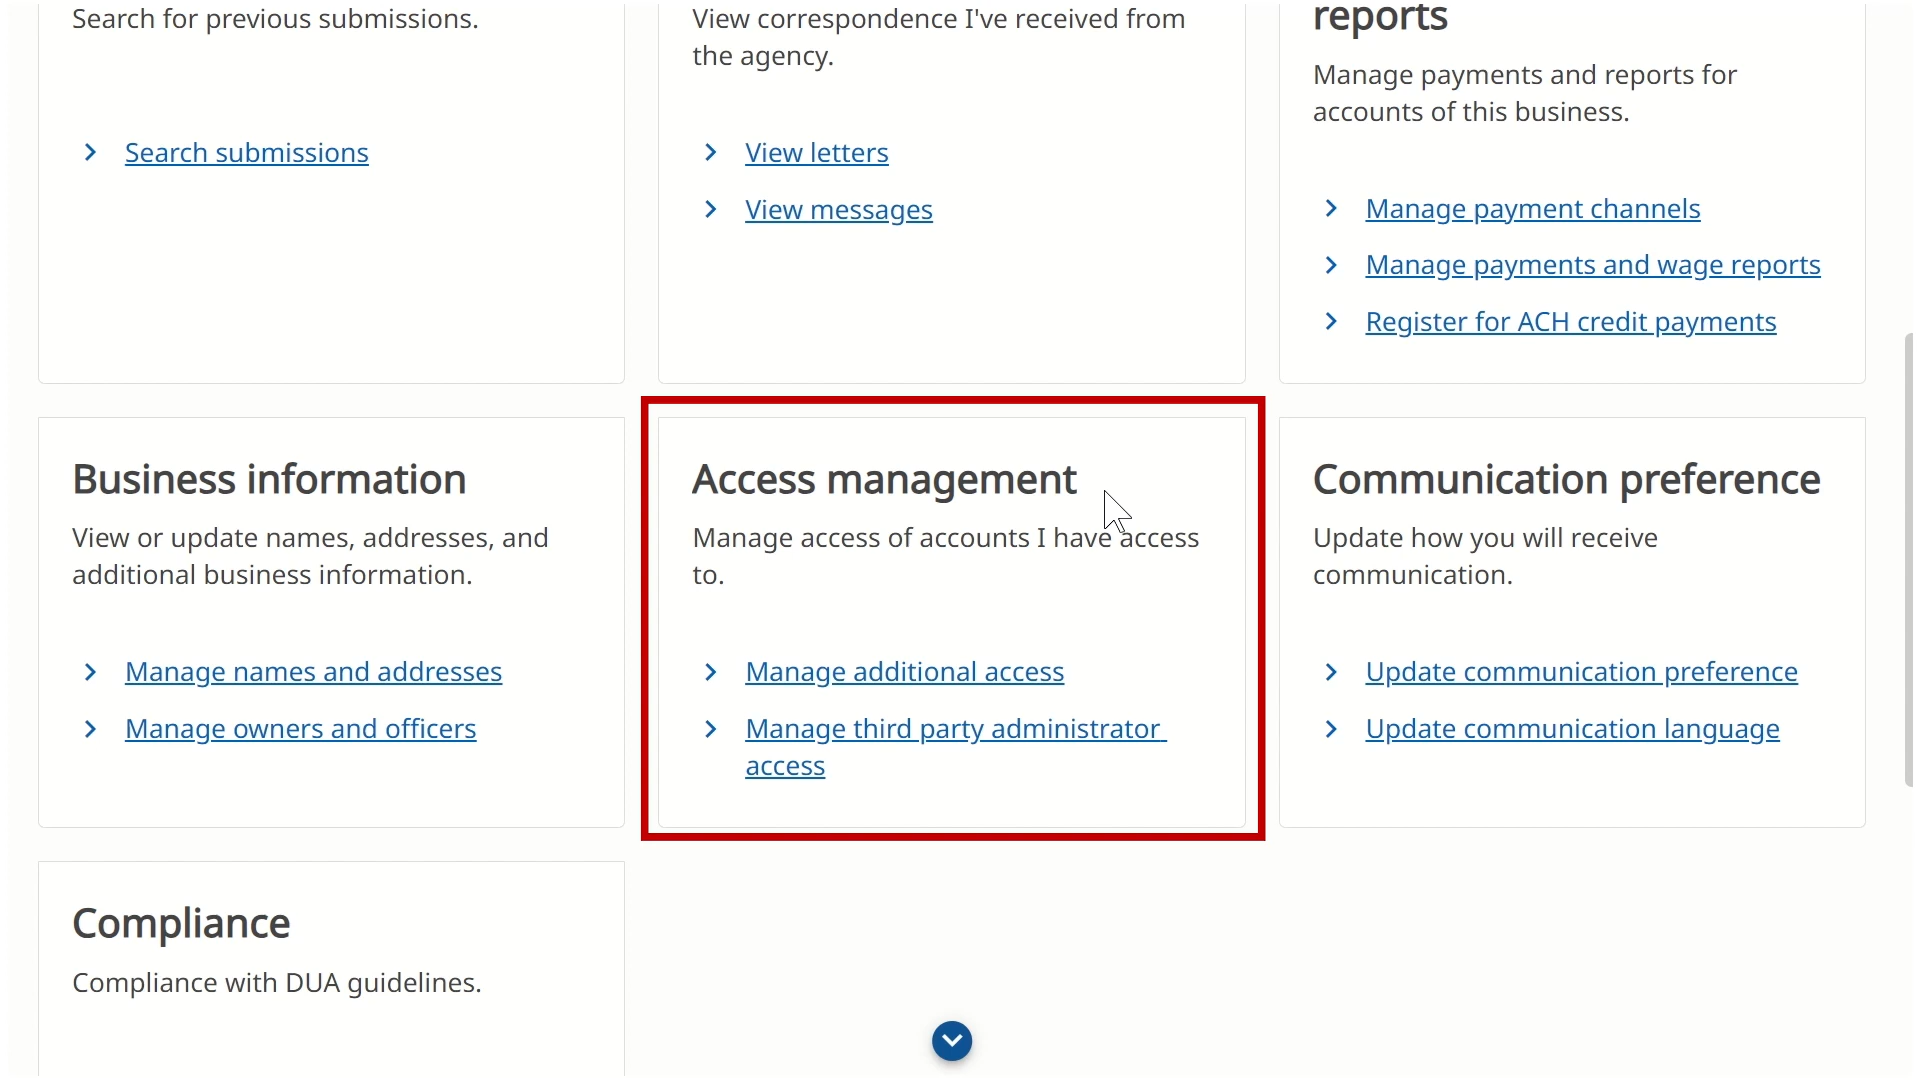 Search for previous submissions.
Search submissions
View correspondence I've received from
the agency.
View letters
View messages
reports
Manage payments and reports for
accounts of this business.
Manage payment channels
Manage payments and wage reports
Register for ACH credit payments
Business information
View or update names, addresses, and
additional business information.
Manage names and addresses
Manage owners and officers
Access management
Manage access of accounts I have access
to.
Manage additional access
Manage third party administrator
access
Communication preference
Update how you will receive
communication.
Update communication preference
Update communication language
Compliance
Compliance with DUA guidelines.